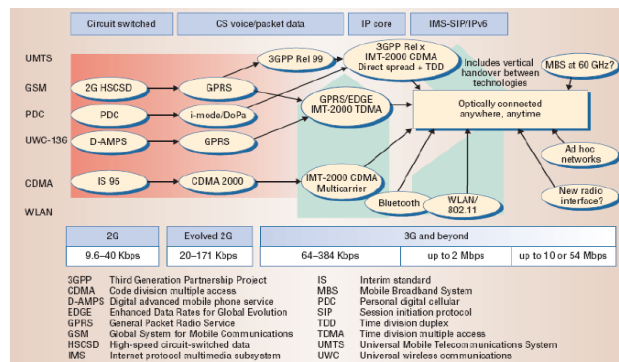 Circuit switched
CS voice/packet data
IP core
IMS-SIP/IPv6
UMTS
GSM
PDC
UWC-136
CDMA
WLAN
3GPP Rel 99
3GPP Rel x
IMT-2000 CDMA
Direct spread + TDD
Includes vertical
handover between
technologies
MBS at 60 GHz?
2G HSCSD
GPRS
GPRS/EDGE
IMT-2000 TDMA
Optically connected
anywhere, anytime
PDC
i-mode/DoPa
D-AMPS
GPRS
Ad hoc
networks
IS 95
CDMA 2000
IMT-2000 CDMA
Multicarrier
Bluetooth
WLAN/
802.11
New radio
interface?
2G
Evolved 2G
3G and beyond
9.6–40 Kbps
20–171 Kbps
64–384 Kbps
up to 2 Mbps
up to 10 or 54 Mbps
3GPP Third Generation Partnership Project
CDMA Code division multiple access
D-AMPS Digital advanced mobile phone service
EDGE Enhanced Data Rates for Global Evolution
GPRS General Packet Radio Service
GSM Global System for Mobile Communications
HSCSD High-speed circuit-switched data
IMS Internet protocol multimedia subsystem
IS Interim standard
MBS Mobile Broadband System
PDC Personal digital cellular
SIP Session initiation protocol
TDD Time division duplex
TDMA Time division multiple access
UMTS Universal Mobile Telecommunications System
UWC Universal wireless communications